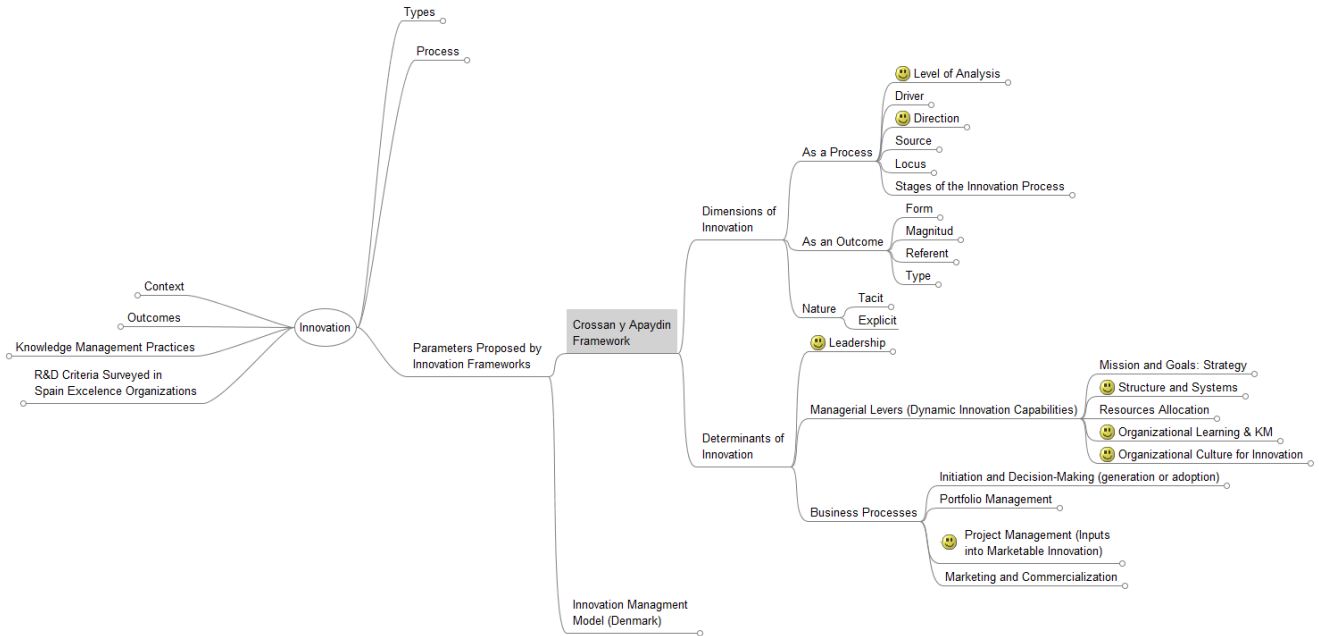 Types
Process
Level of Analysis
Driver
Direction
Source
Locus
Stages of the Innovation Process
As a Process
Dimensions of
Innovation
Form
Magnitud
Referent
Type
As an Outcome
Nature
Tacit
Explicit
Context
Outcomes
Knowledge Management Practices
R&D Criteria Surveyed in
Spain Excelence Organizations
Innovation
Parameters Proposed by
Innovation Frameworks
Crossan y Apaydin
Framework
Leadership
Mission and Goals: Strategy
Structure and Systems
Resources Allocation
Organizational Learning & KM
Organizational Culture for Innovation
Managerial Levers (Dynamic Innovation Capabilities)
Determinants of
Innovation
Initiation and Decision-Making (generation or adoption)
Portfolio Management
Business Processes
Project Management (Inputs
into Marketable Innovation)
Marketing and Commercialization
Innovation Managment
Model (Denmark)